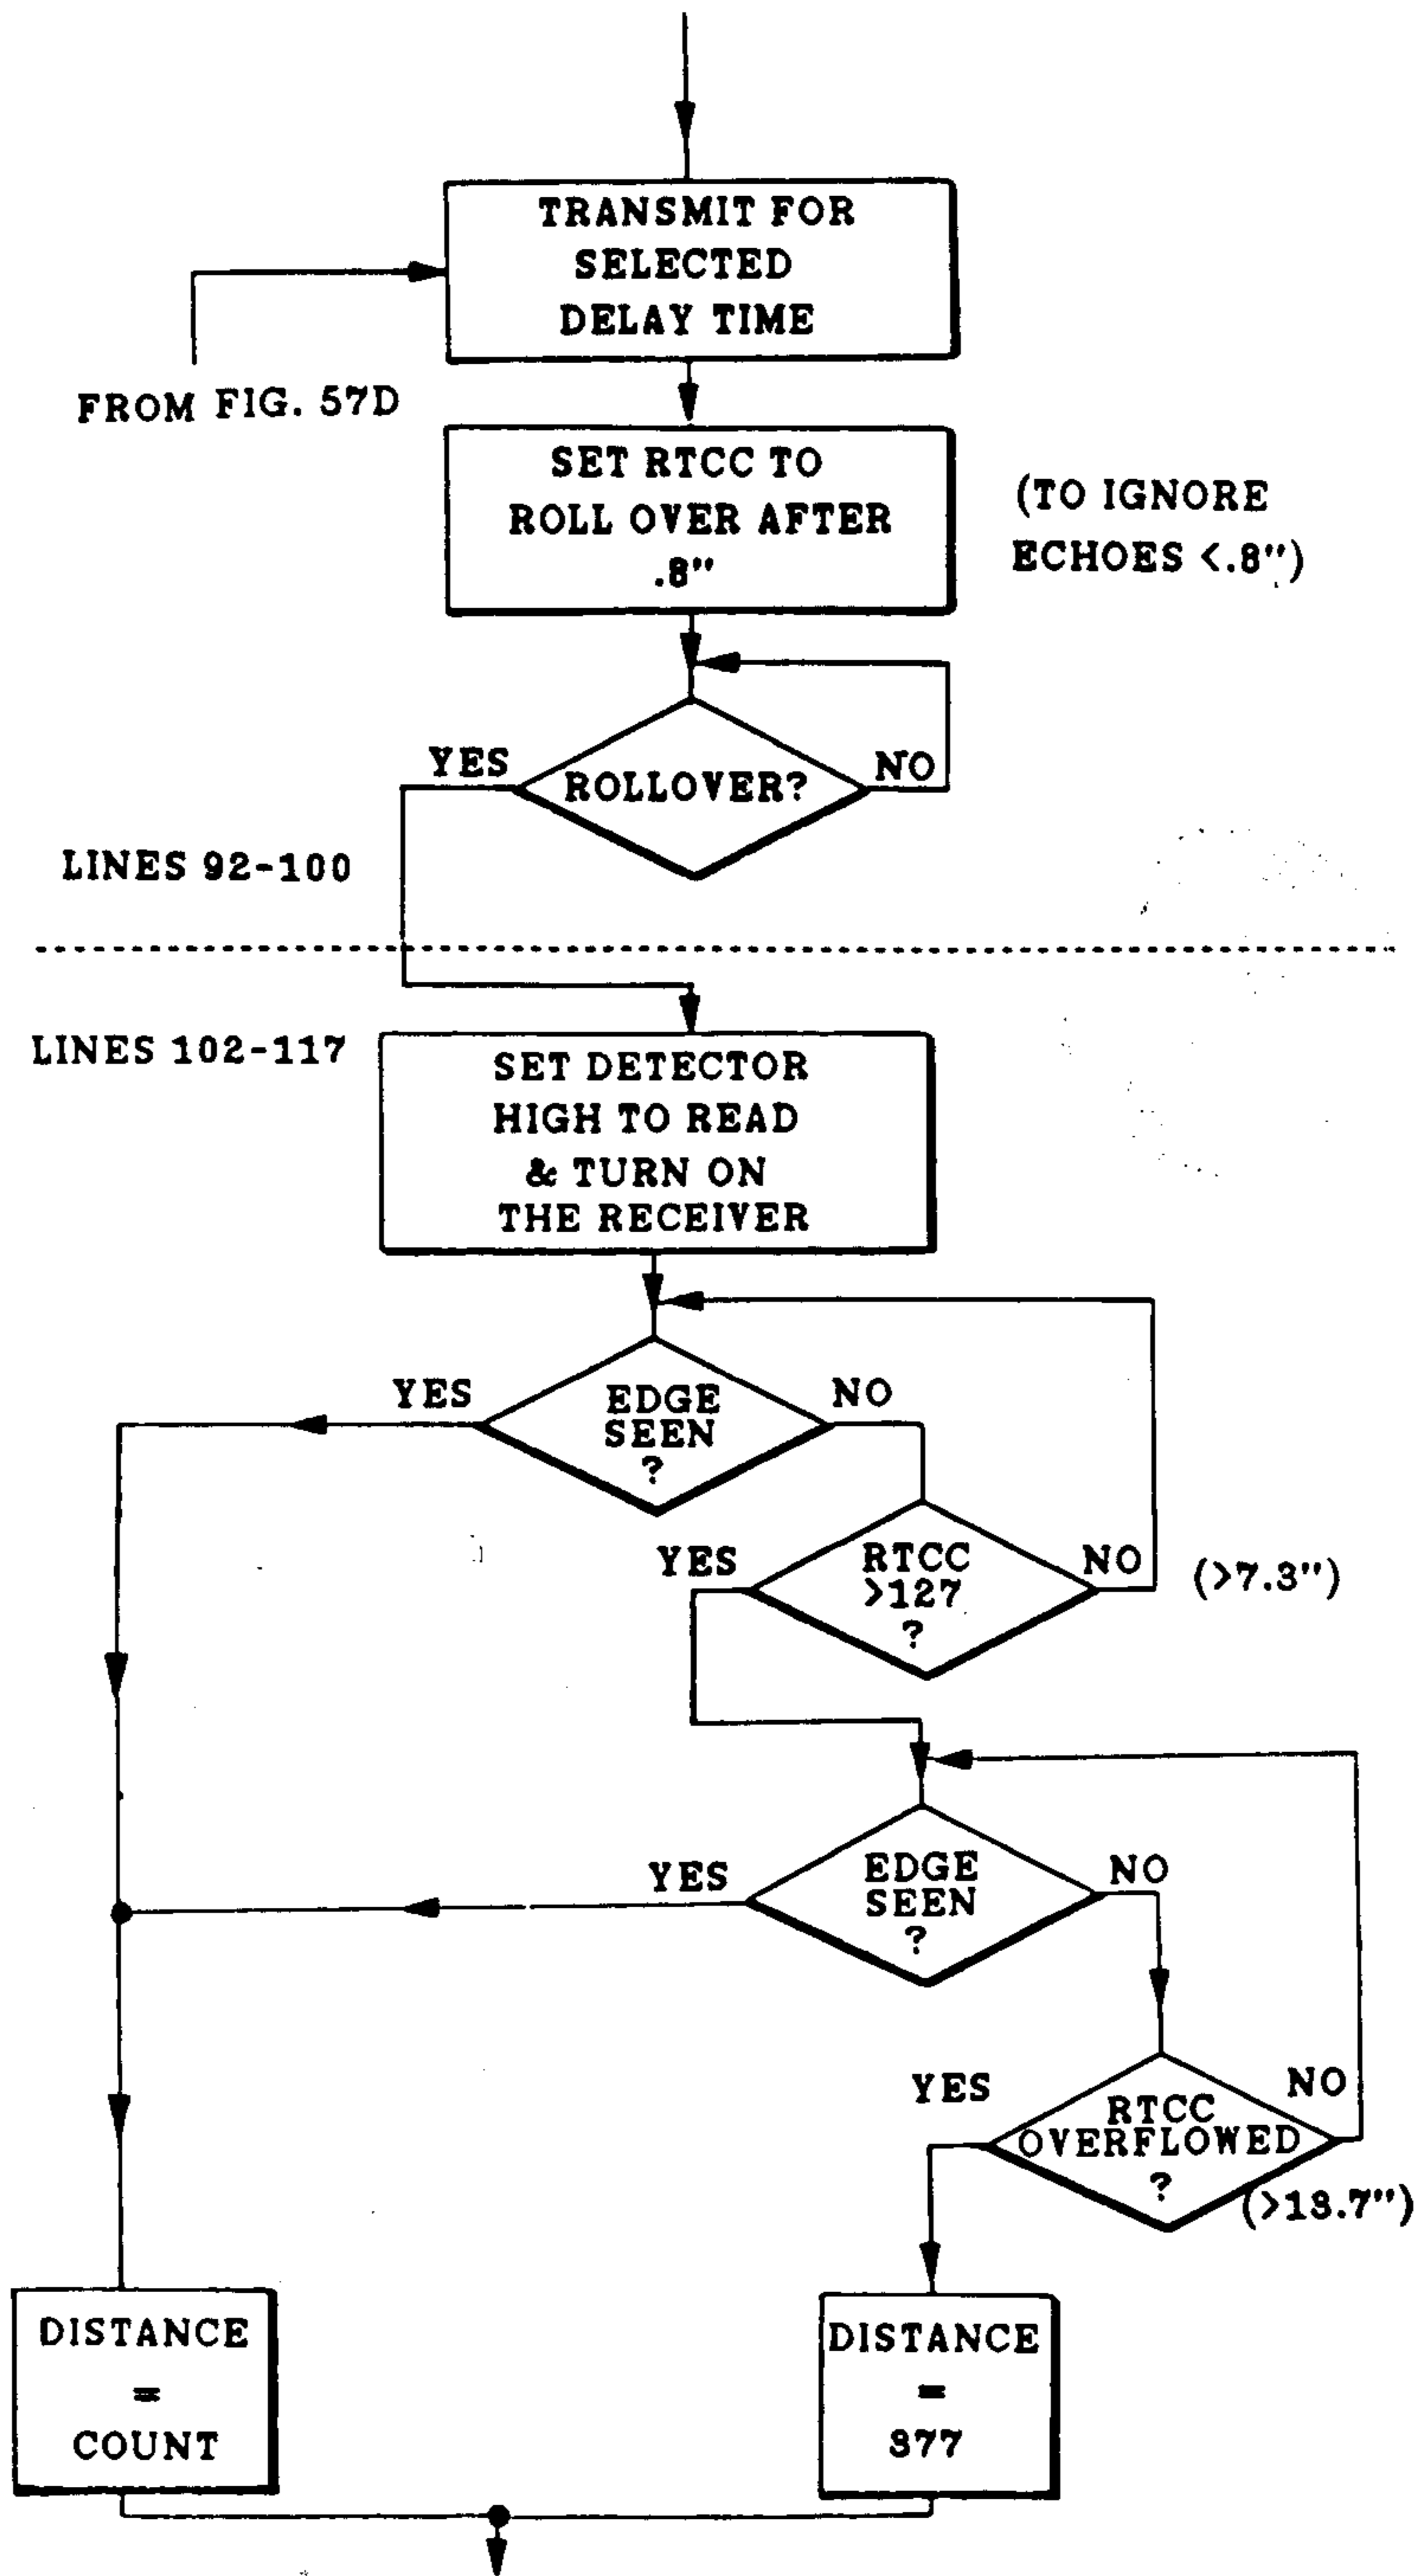 TRANSMIT FOR
SELECTED
DELAY TIME
FROM FIG. 57D
SET RTCC TO
ROLL OVER AFTER
.8"
(TO IGNORE
ECHOES <.8")
YES
ROLLOVER?
NO
LINES 92-100
LINES 102-117
SET DETECTOR
HIGH TO READ
& TURN ON
THE RECEIVER
YES
EDGE
SEEN
?
NO
YES
RTCC
>127
?
NO
(>7.3")
YES
EDGE
SEEN
?
NO
YES
RTCC
OVERFLOWED
?
NO
(>13.7")
DISTANCE
=
COUNT
DISTANCE
=
377